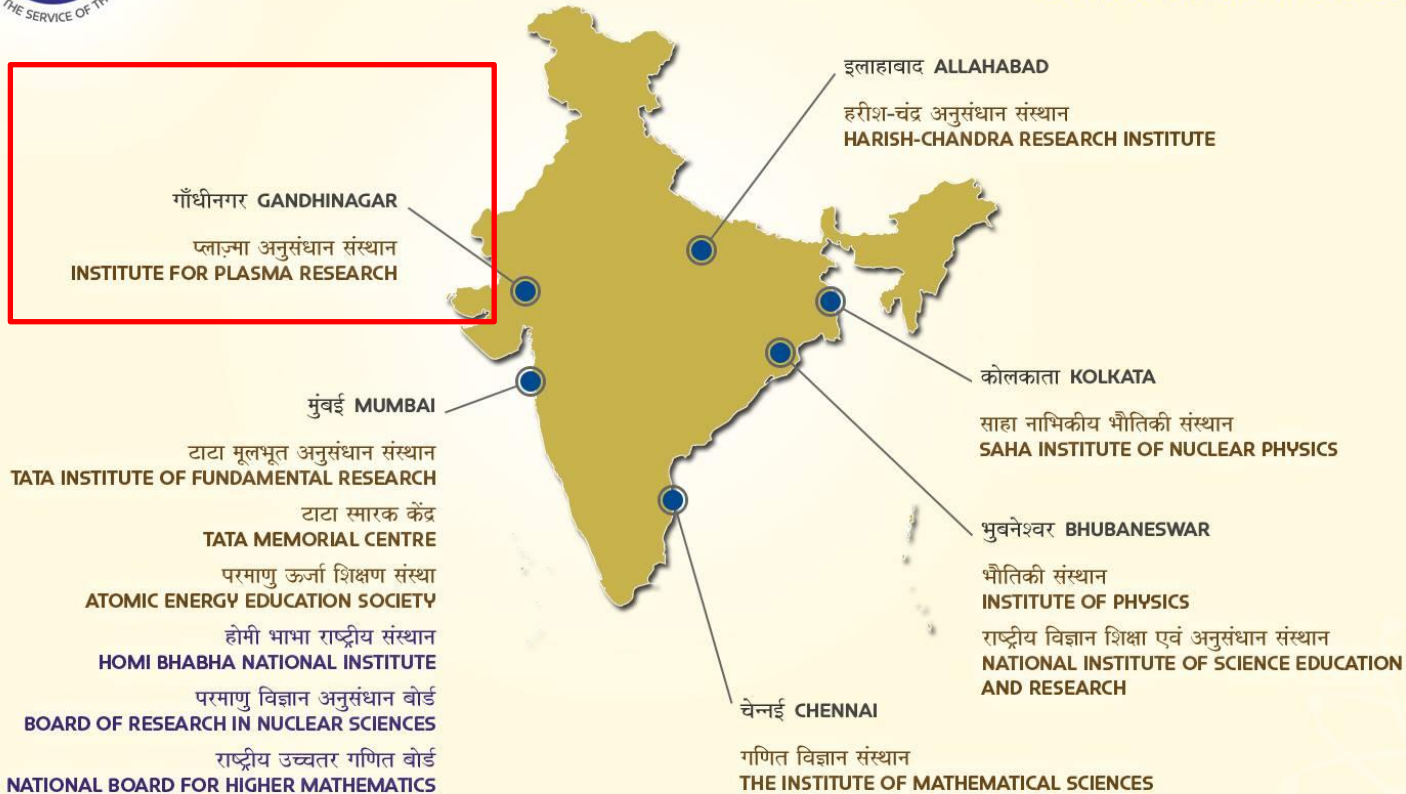 THE SERVICE OF
इलाहाबाद ALLAHABAD
हरीश-चंद्र अनुसंधान संस्थान
HARISH-CHANDRA RESEARCH INSTITUTE
गाँधीनगर GANDHINAGAR
प्लाज़्मा अनुसंधान संस्थान
INSTITUTE FOR PLASMA RESEARCH
मुंबई MUMBAI
टाटा मूलभूत अनुसंधान संस्थान
TATA INSTITUTE OF FUNDAMENTAL RESEARCH
टाटा स्मारक केंद्र
TATA MEMORIAL CENTRE
परमाणु ऊर्जा शिक्षण संस्था
ATOMIC ENERGY EDUCATION SOCIETY
होमी भाभा राष्ट्रीय संस्थान
HOMI BHABHA NATIONAL INSTITUTE
परमाणु विज्ञान अनुसंधान बोर्ड
BOARD OF RESEARCH IN NUCLEAR SCIENCES
राष्ट्रीय उच्चतर गणित बोर्ड
NATIONAL BOARD FOR HIGHER MATHEMATICS
कोलकाता KOLKATA
साहा नाभिकीय भौतिकी संस्थान
SAHA INSTITUTE OF NUCLEAR PHYSICS
भुबनेश्वर BHUBANESWAR
भौतिकी संस्थान
INSTITUTE OF PHYSICS
राष्ट्रीय विज्ञान शिक्षा एवं अनुसंधान संस्थान
NATIONAL INSTITUTE OF SCIENCE EDUCATION
AND RESEARCH
चेन्नई CHENNAI
गणित विज्ञान संस्थान
THE INSTITUTE OF MATHEMATICAL SCIENCES